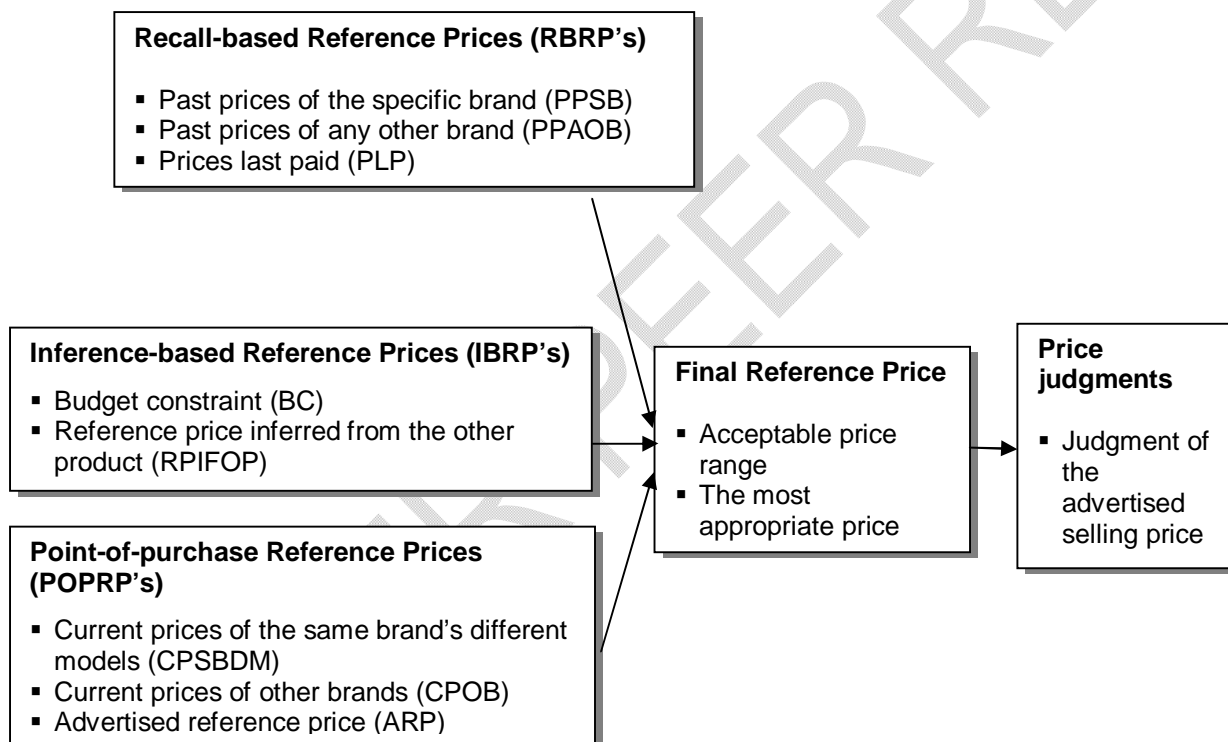 Recall-based Reference Prices (RBRP’s)
▪ Past prices of the specific brand (PPSB)
▪ Past prices of any other brand (PPAOB)
▪ Prices last paid (PLP)
Inference-based Reference Prices (IBRP’s)
▪ Budget constraint (BC)
▪ Reference price inferred from the other
product (RPIFOP)
Point-of-purchase Reference Prices
(POPRP’s)
▪ Current prices of the same brand’s different
models (CPSBDM)
▪ Current prices of other brands (CPOB)
▪ Advertised reference price (ARP)
Final Reference Price
▪ Acceptable price
range
▪ The most
appropriate price
Price
judgments
▪ Judgment of
the
advertised
selling price
PEER